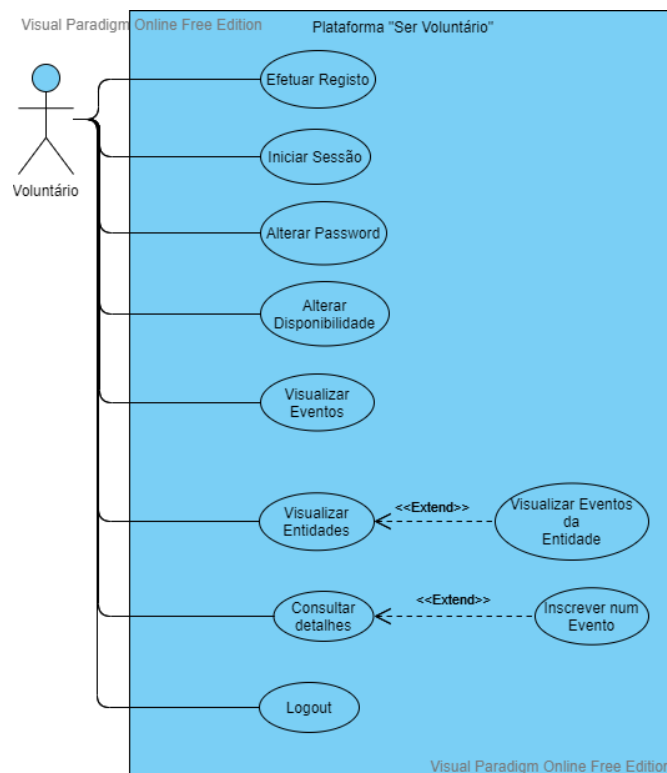 Visual Paradigm Online Free Edition
Plataforma "Ser Voluntário"
Efetuar Registo
Voluntário
Iniciar Sessão
Alterar Password
Alterar
Disponibilidade
Visualizar
Eventos
Visualizar
Entidades
<<Extend>>
Visualizar Eventos
da
Entidade
Consultar
detalhes
<<Extend>>
Inscrever num
Evento
Logout
Visual Paradigm Online Free Edition